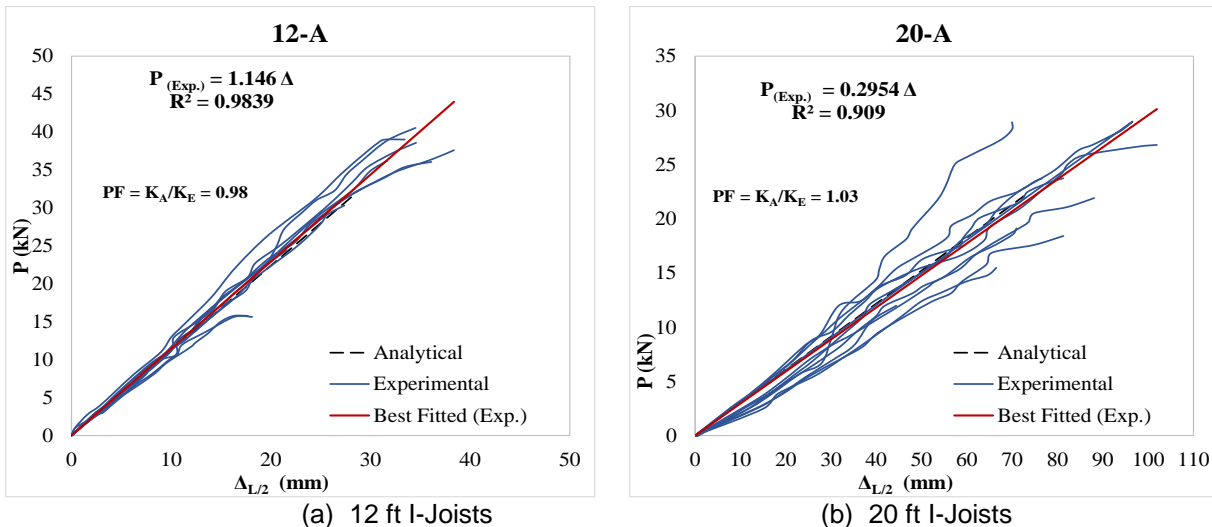 12-A
50
45
40
35
30
25
20
15
10
5
0
P (kN)
P (Exp.) = 1.146 Δ
R² = 0.9839
PF = K_A/K_E = 0.98
Analytical
Experimental
Best Fitted (Exp.)
0 10 20 30 40 50
Δ_L/2 (mm)
(a) 12 ft I-Joists
20-A
35
30
25
20
15
10
5
0
P (kN)
P (Exp.) = 0.2954 Δ
R² = 0.909
PF = K_A/K_E = 1.03
Analytical
Experimental
Best Fitted (Exp.)
0 10 20 30 40 50 60 70 80 90 100 110
Δ_L/2 (mm)
(b) 20 ft I-Joists